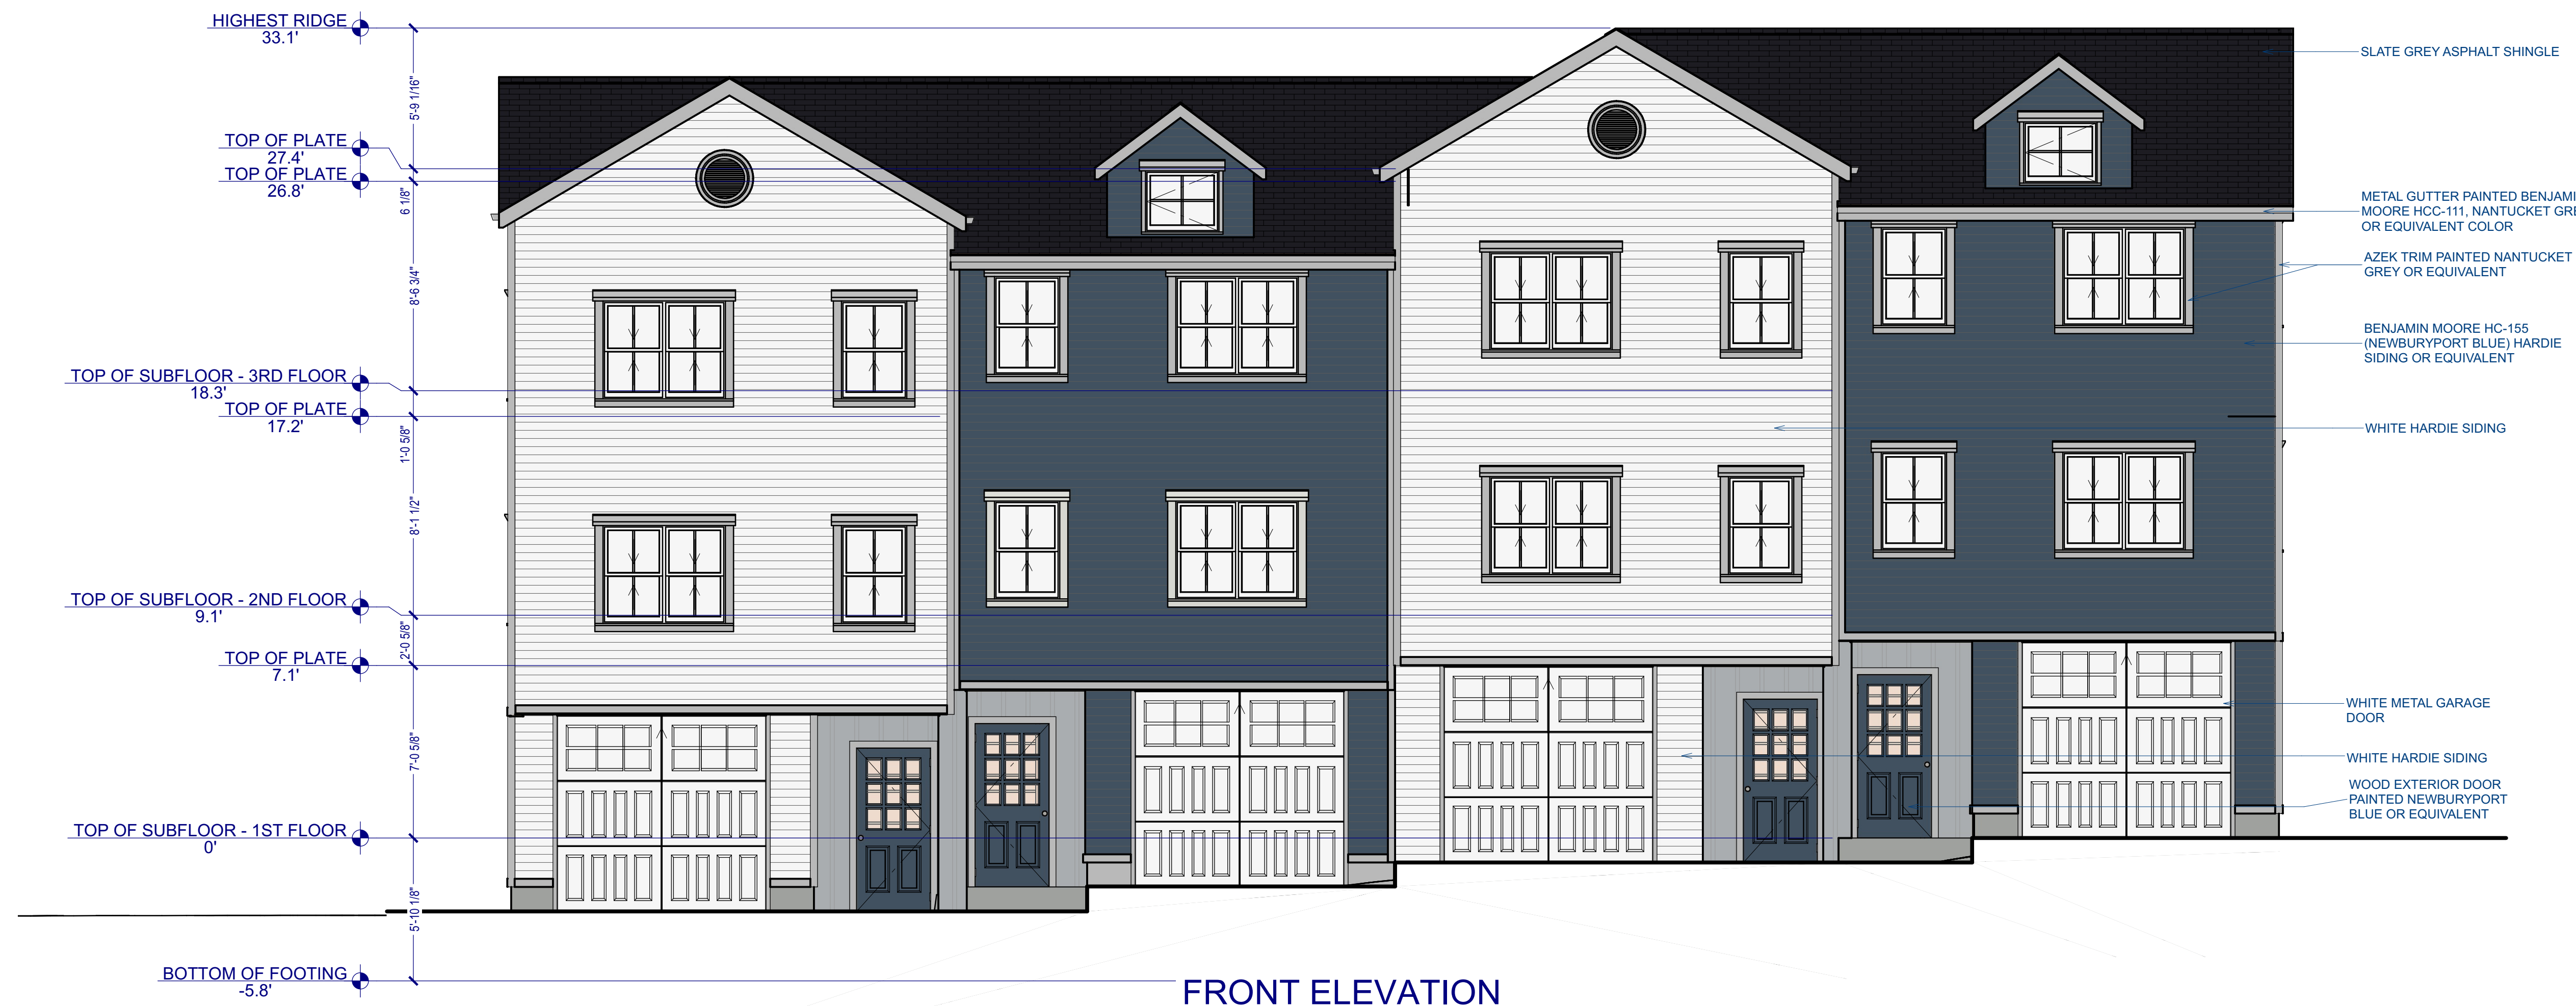 HIGHEST RIDGE
33.1'
5'-9 1/16"
TOP OF PLATE
27.4'
TOP OF PLATE
26.8'
6 1/8"
8'-6 3/4"
TOP OF SUBFLOOR - 3RD FLOOR
18.3'
TOP OF PLATE
17.2'
1'-0 5/8"
8'-1 1/2"
TOP OF SUBFLOOR - 2ND FLOOR
9.1'
2'-0 5/8"
TOP OF PLATE
7.1'
7'-0 5/8"
TOP OF SUBFLOOR - 1ST FLOOR
0'
5'-10 1/8"
BOTTOM OF FOOTING
-5.8'
SLATE GREY ASPHALT SHINGLE
METAL GUTTER PAINTED BENJAMI
MOORE HCC-111, NANTUCKET GRE
OR EQUIVALENT COLOR
AZEK TRIM PAINTED NANTUCKET
GREY OR EQUIVALENT
BENJAMIN MOORE HC-155
(NEWBURYPORT BLUE) HARDIE
SIDING OR EQUIVALENT
WHITE HARDIE SIDING
WHITE METAL GARAGE
DOOR
WHITE HARDIE SIDING
WOOD EXTERIOR DOOR
PAINTED NEWBURYPORT
BLUE OR EQUIVALENT
FRONT ELEVATION